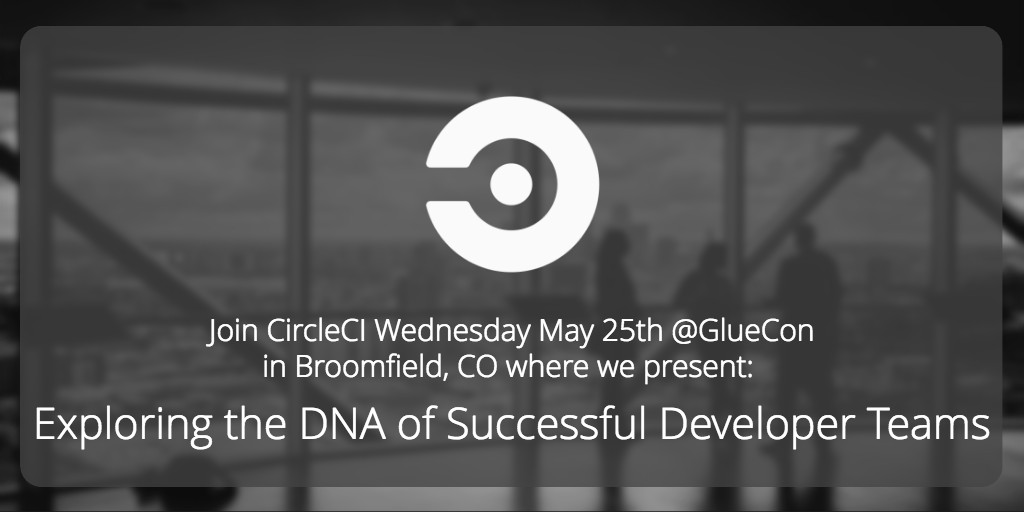 Join CircleCI Wednesday May 25th @GlueCon
in Broomfield, CO where we present:
Exploring the DNA of Successful Developer Teams